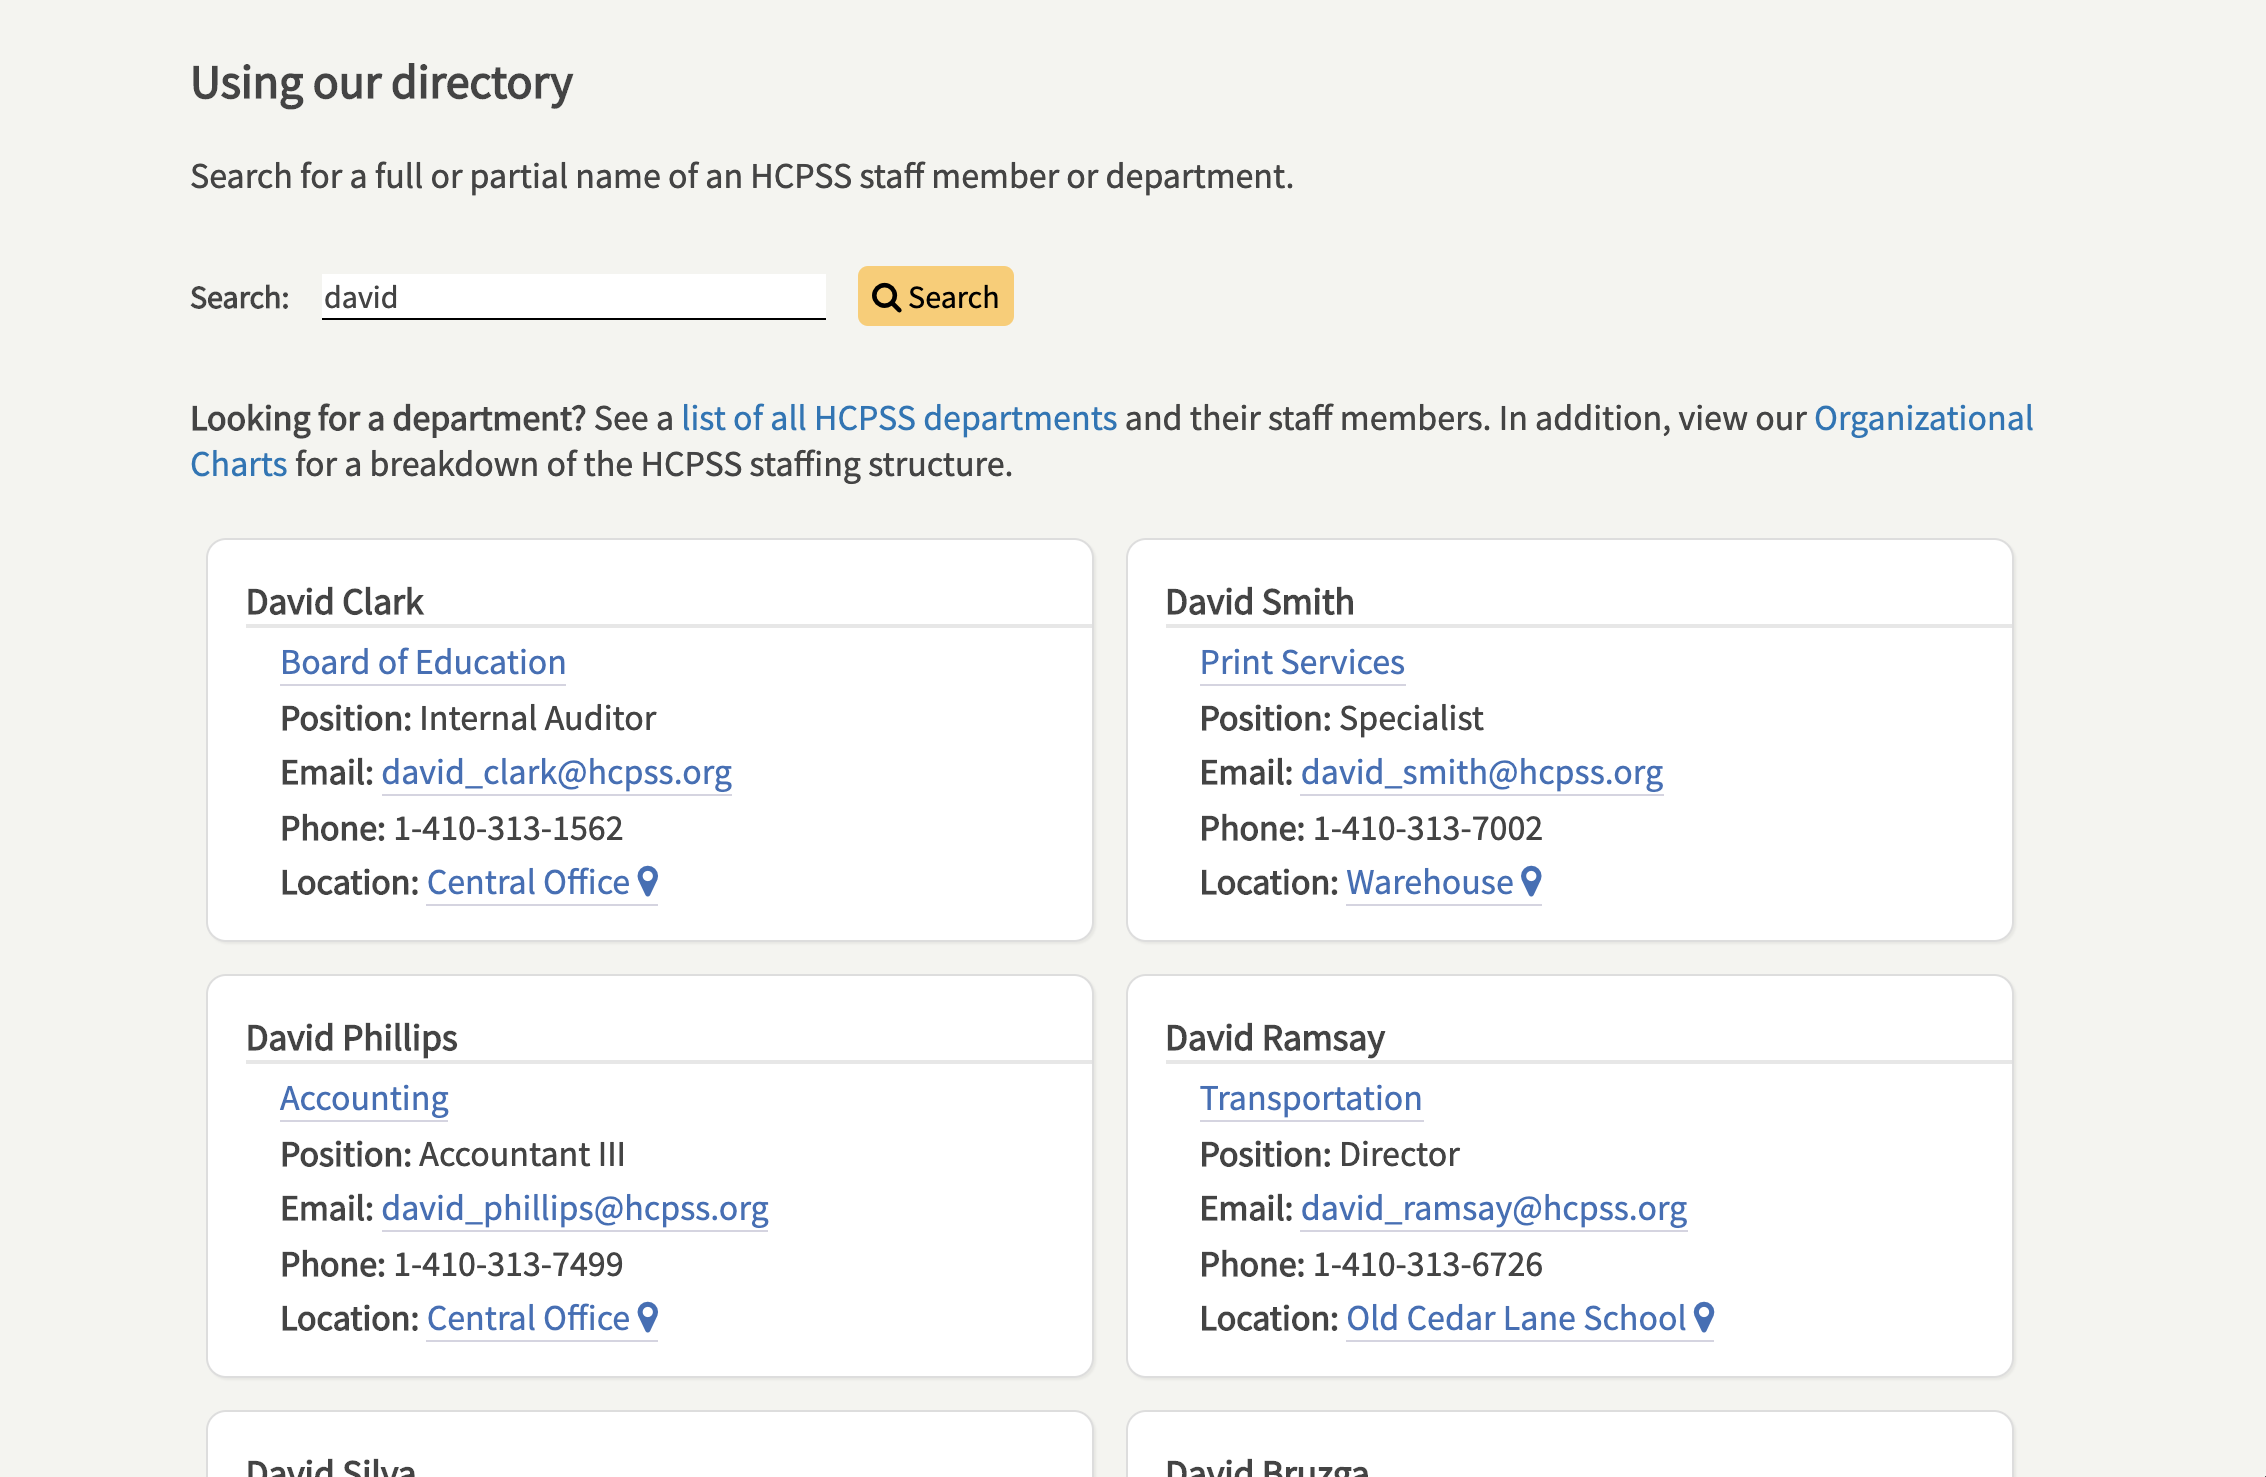 Using our directory
Search for a full or partial name of an HCPSS staff member or department.
Search: david Search
Looking for a department? See a list of all HCPSS departments and their staff members. In addition, view our Organizational
Charts for a breakdown of the HCPSS staffing structure.
David Clark
Board of Education
Position: Internal Auditor
Email: david_clark@hcpss.org
Phone: 1-410-313-1562
Location: Central Office
David Smith
Print Services
Position: Specialist
Email: david_smith@hcpss.org
Phone: 1-410-313-7002
Location: Warehouse
David Phillips
Accounting
Position: Accountant III
Email: david_phillips@hcpss.org
Phone: 1-410-313-7499
Location: Central Office
David Ramsay
Transportation
Position: Director
Email: david_ramsay@hcpss.org
Phone: 1-410-313-6726
Location: Old Cedar Lane School
David Silva
David Bruzga